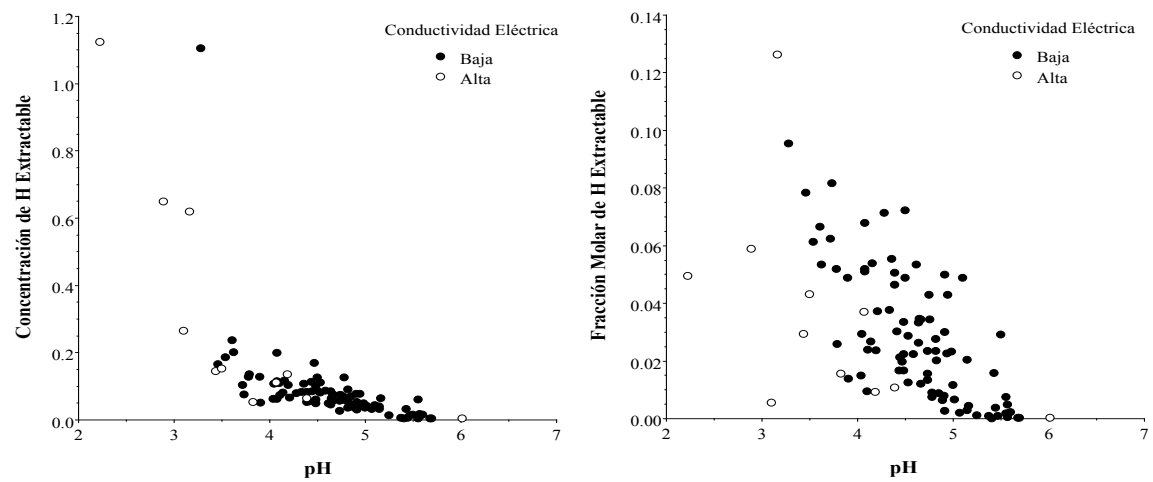 Conductividad Eléctrica
Baja
Alta
Concentración de H Extractable
1.2
1.0
0.8
0.6
0.4
0.2
0.0
2 3 4 5 6 7
pH
Conductividad Eléctrica
Baja
Alta
Fracción Molar de H Extractable
0.14
0.12
0.10
0.08
0.06
0.04
0.02
0.00
2 3 4 5 6 7
pH